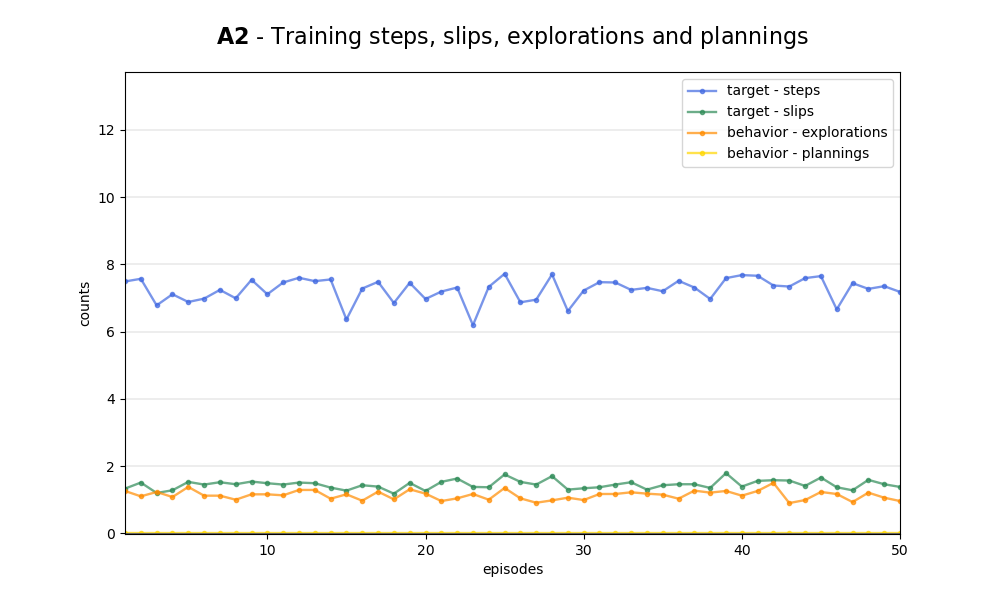 A2 - Training steps, slips, explorations and plannings
target - steps
target - slips
behavior - explorations
behavior - plannings
counts
12
10
8
6
4
2
0
10 20 30 40 50
episodes